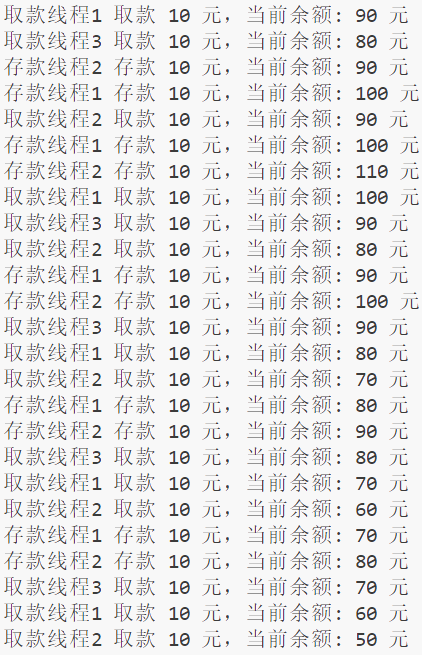 取款线程1 取款 10 元，当前余额: 90 元
取款线程3 取款 10 元，当前余额: 80 元
存款线程2 存款 10 元，当前余额: 90 元
存款线程1 存款 10 元，当前余额: 100 元
取款线程2 取款 10 元，当前余额: 90 元
存款线程1 存款 10 元，当前余额: 100 元
存款线程2 存款 10 元，当前余额: 110 元
取款线程1 取款 10 元，当前余额: 100 元
取款线程3 取款 10 元，当前余额: 90 元
取款线程2 取款 10 元，当前余额: 80 元
存款线程1 存款 10 元，当前余额: 90 元
存款线程2 存款 10 元，当前余额: 100 元
取款线程3 取款 10 元，当前余额: 90 元
取款线程1 取款 10 元，当前余额: 80 元
取款线程2 取款 10 元，当前余额: 70 元
存款线程1 存款 10 元，当前余额: 80 元
存款线程2 存款 10 元，当前余额: 90 元
取款线程3 取款 10 元，当前余额: 80 元
取款线程1 取款 10 元，当前余额: 70 元
取款线程2 取款 10 元，当前余额: 60 元
存款线程1 存款 10 元，当前余额: 70 元
存款线程2 存款 10 元，当前余额: 80 元
取款线程3 取款 10 元，当前余额: 70 元
取款线程1 取款 10 元，当前余额: 60 元
取款线程2 取款 10 元，当前余额: 50 元